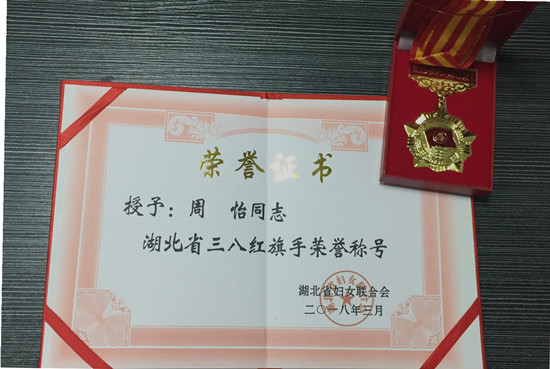 荣誉证书
授予：周 怡同志
湖北省三八红旗手荣誉称号
湖北省妇女联合会
二〇一八年三月